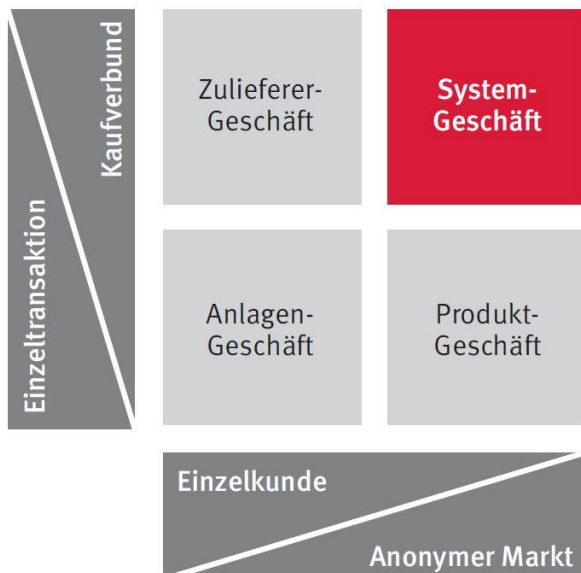 Kaufverbund
Einzeltransaktion
Zulieferer-
Geschäft
System-
Geschäft
Anlagen-
Geschäft
Produkt-
Geschäft
Einzelkunde
Anonymer Markt